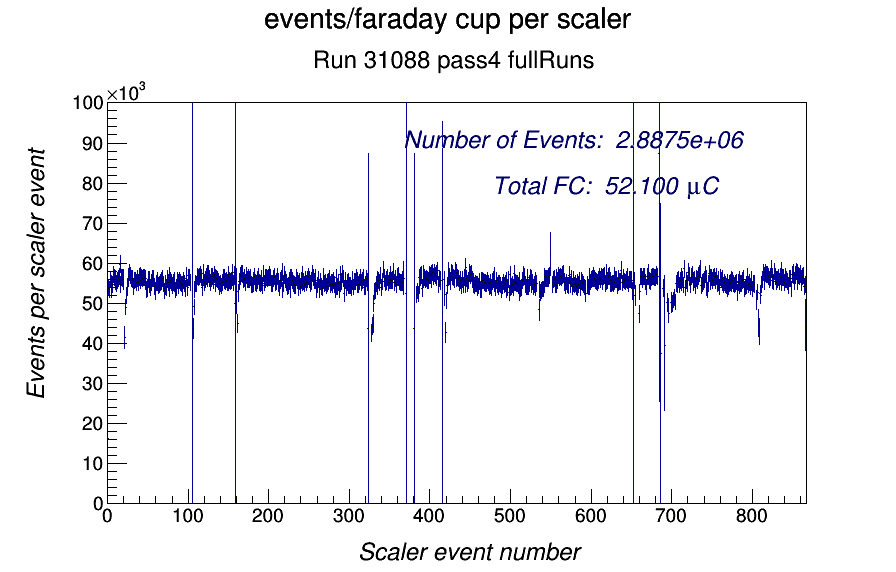 events/faraday cup per scaler
Run 31088 pass4 fullRuns
×10³
100
90
80
70
60
50
40
30
20
10
0
Events per scaler event
Number of Events: 2.8875e+06
Total FC: 52.100 μC
0 100 200 300 400 500 600 700 800
Scaler event number